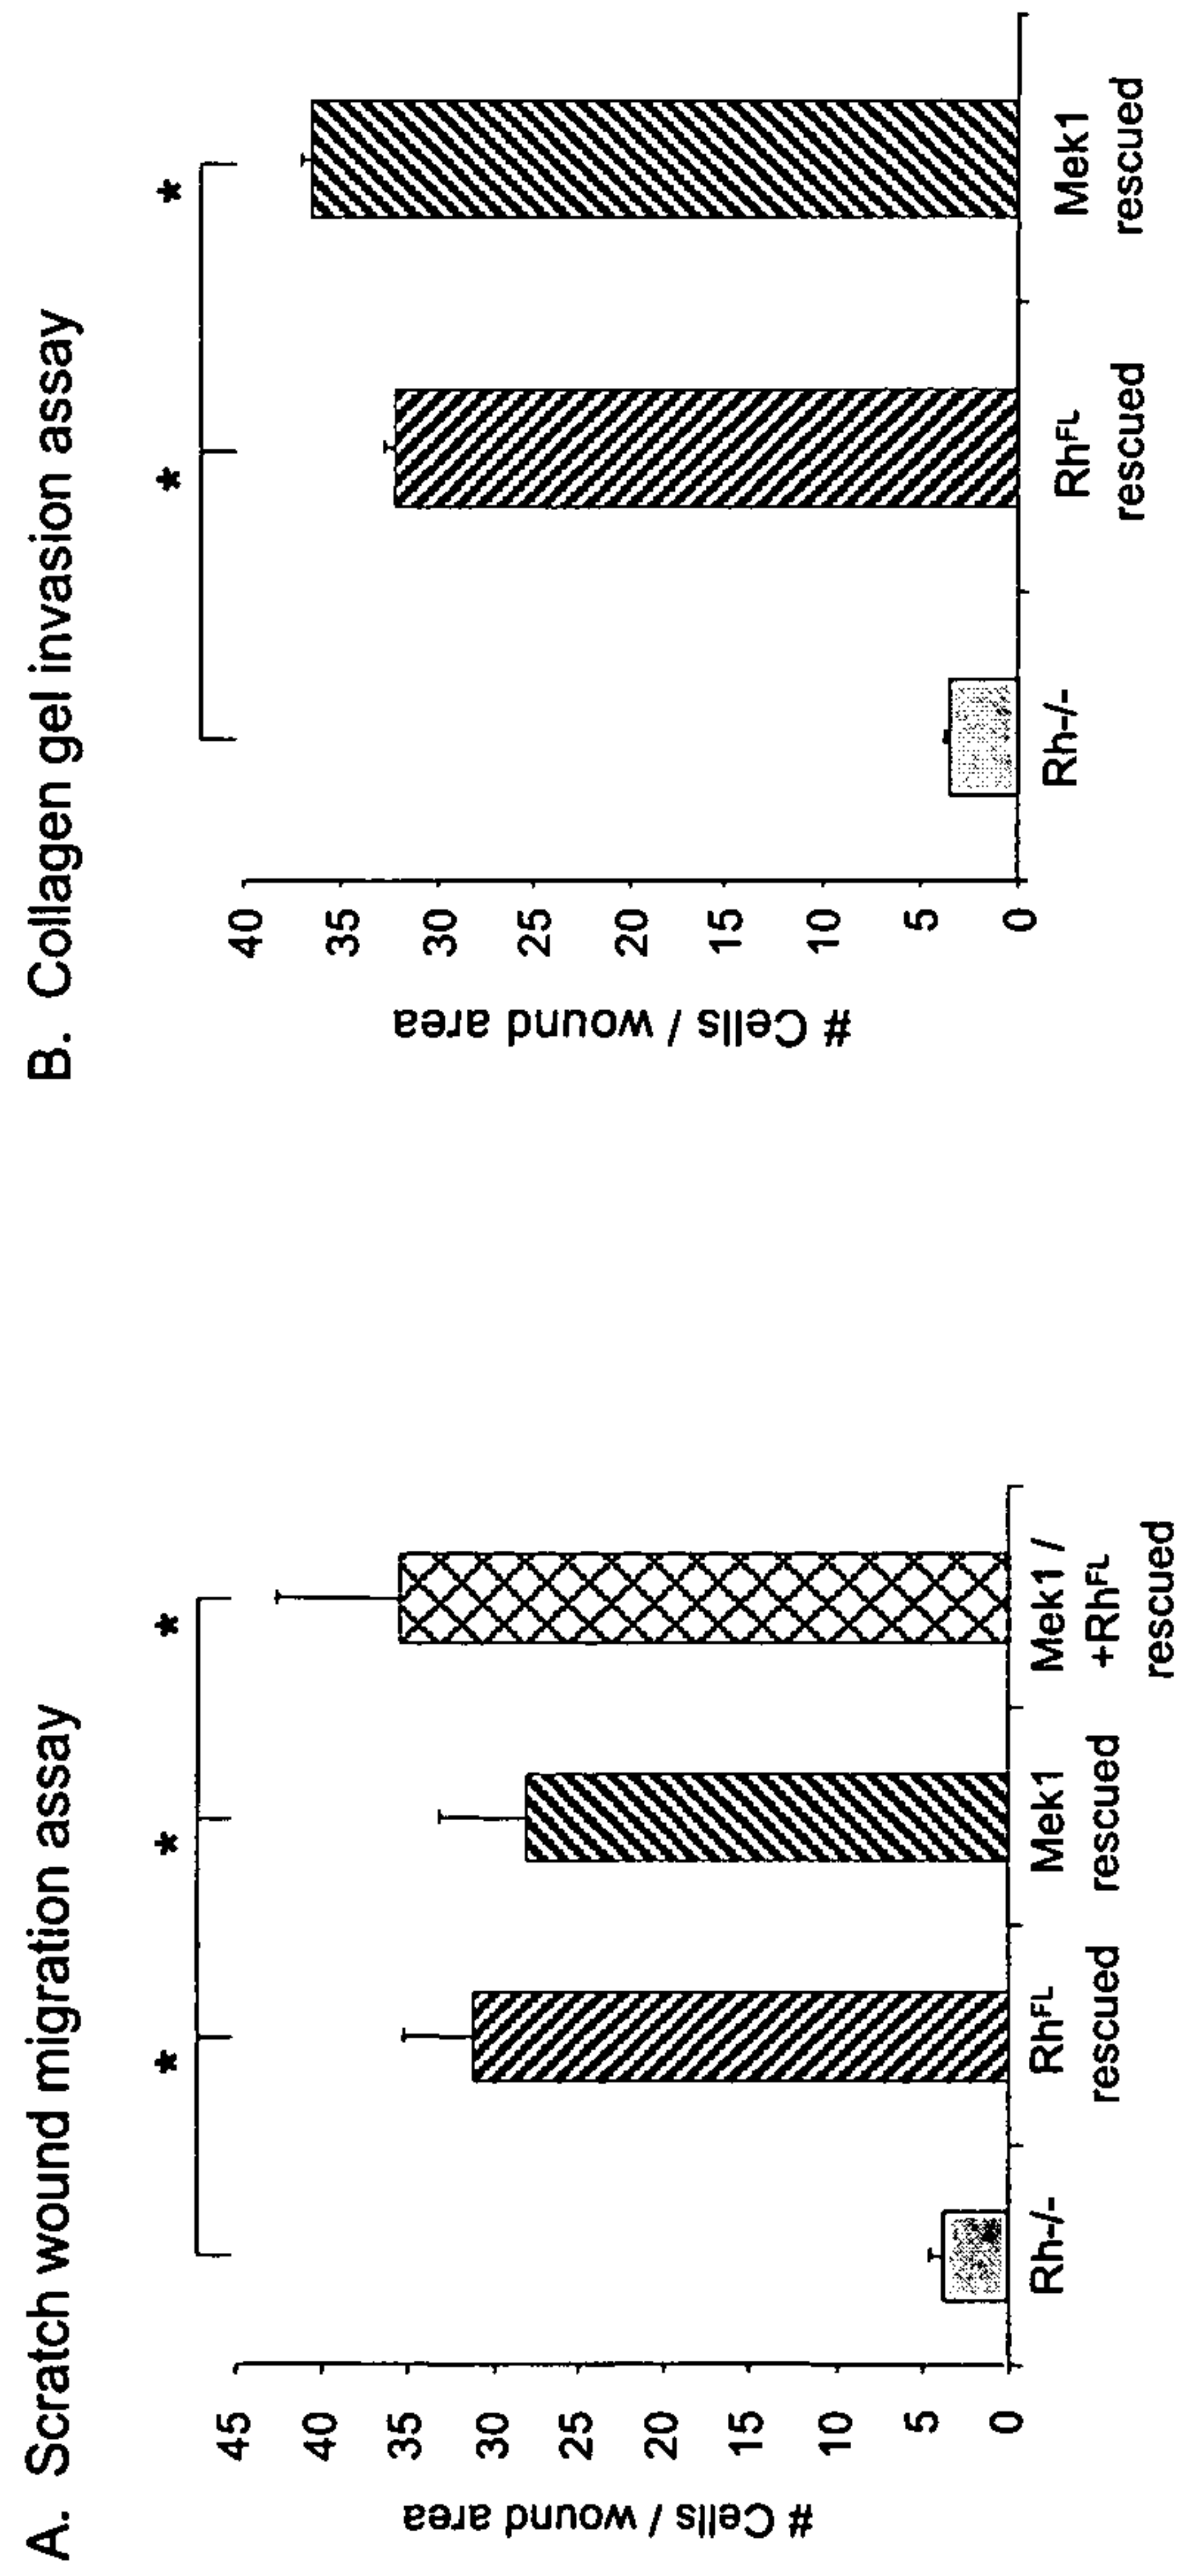 A. Scratch wound migration assay
# Cells / wound area
45
40
35
30
25
20
15
10
5
0
*
*
*
Rh-/-
Rhᶠᴸ
rescued
Mek1
rescued
Mek1 /
+Rhᶠᴸ
rescued
B. Collagen gel invasion assay
# Cells / wound area
40
35
30
25
20
15
10
5
0
*
*
Rh-/-
Rhᶠᴸ
rescued
Mek1
rescued